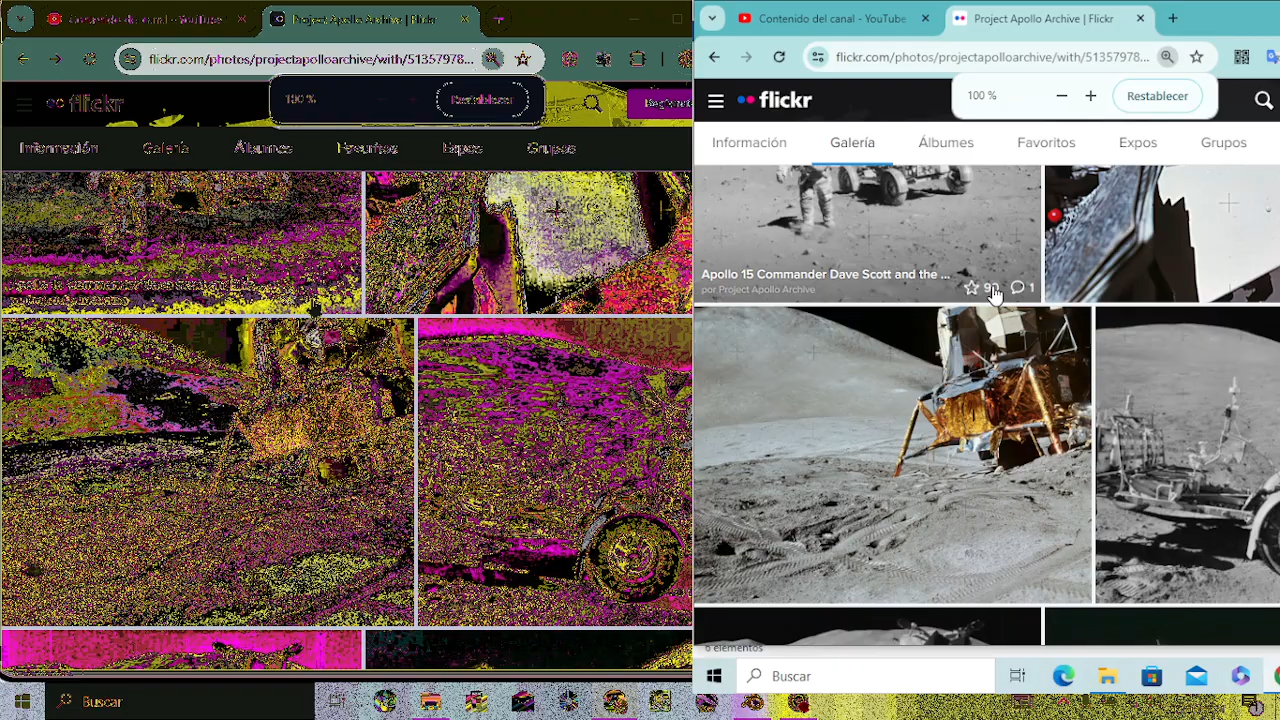 Contenido del canal - YouTube
Project Apollo Archive | Flickr
flickr.com/photos/projectapolloarchive/with/51357978...
100 %
Restablecer
flickr
Información
Galería
Álbumes
Favoritos
Expos
Grupos
Buscar
Contenido del canal - YouTube
Project Apollo Archive | Flickr
flickr.com/photos/projectapolloarchive/with/51357978...
100 %
Restablecer
flickr
Información
Galería
Álbumes
Favoritos
Expos
Grupos
Apollo 15 Commander Dave Scott and the ...
por Project Apollo Archive
1
6 elementos
Buscar